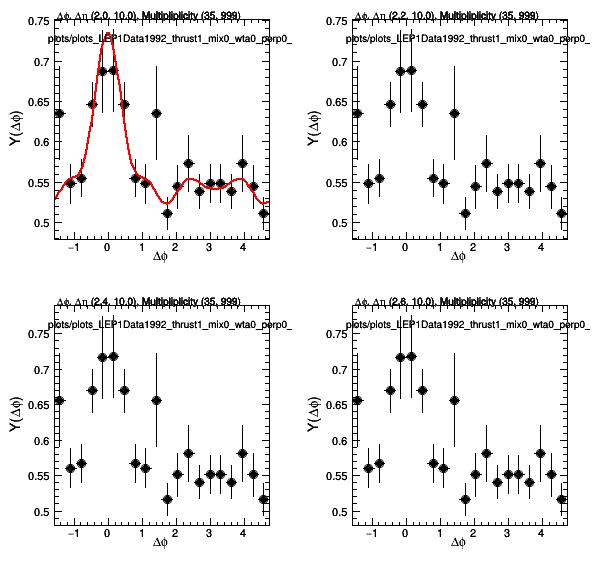 Δφ, Δη (2.0, 10.0), Multipliplicity (35, 999)
plots/plots_LEP1Data1992_thrust1_mix0_wta0_perp0_
Y(Δφ)
0.75
0.7
0.65
0.6
0.55
0.5
−1 0 1 2 3 4
Δφ
Δφ, Δη (2.2, 10.0), Multipliplicity (35, 999)
plots/plots_LEP1Data1992_thrust1_mix0_wta0_perp0_
Y(Δφ)
0.75
0.7
0.65
0.6
0.55
0.5
−1 0 1 2 3 4
Δφ
Δφ, Δη (2.4, 10.0), Multipliplicity (35, 999)
plots/plots_LEP1Data1992_thrust1_mix0_wta0_perp0_
Y(Δφ)
0.75
0.7
0.65
0.6
0.55
0.5
−1 0 1 2 3 4
Δφ
Δφ, Δη (2.6, 10.0), Multipliplicity (35, 999)
plots/plots_LEP1Data1992_thrust1_mix0_wta0_perp0_
Y(Δφ)
0.75
0.7
0.65
0.6
0.55
0.5
−1 0 1 2 3 4
Δφ